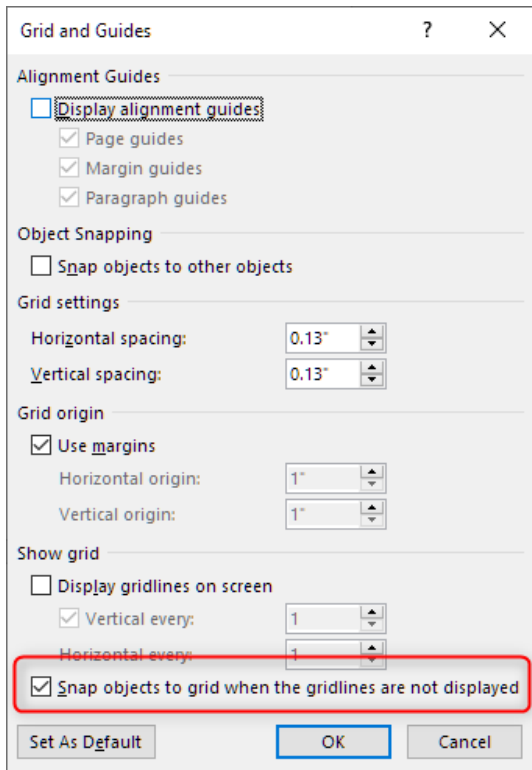 Grid and Guides ? ×
Alignment Guides
Display alignment guides
Page guides
Margin guides
Paragraph guides
Object Snapping
Snap objects to other objects
Grid settings
Horizontal spacing: 0.13"
Vertical spacing: 0.13"
Grid origin
Use margins
Horizontal origin: 1"
Vertical origin: 1"
Show grid
Display gridlines on screen
Vertical every: 1
Horizontal every: 1
Snap objects to grid when the gridlines are not displayed
Set As Default OK Cancel